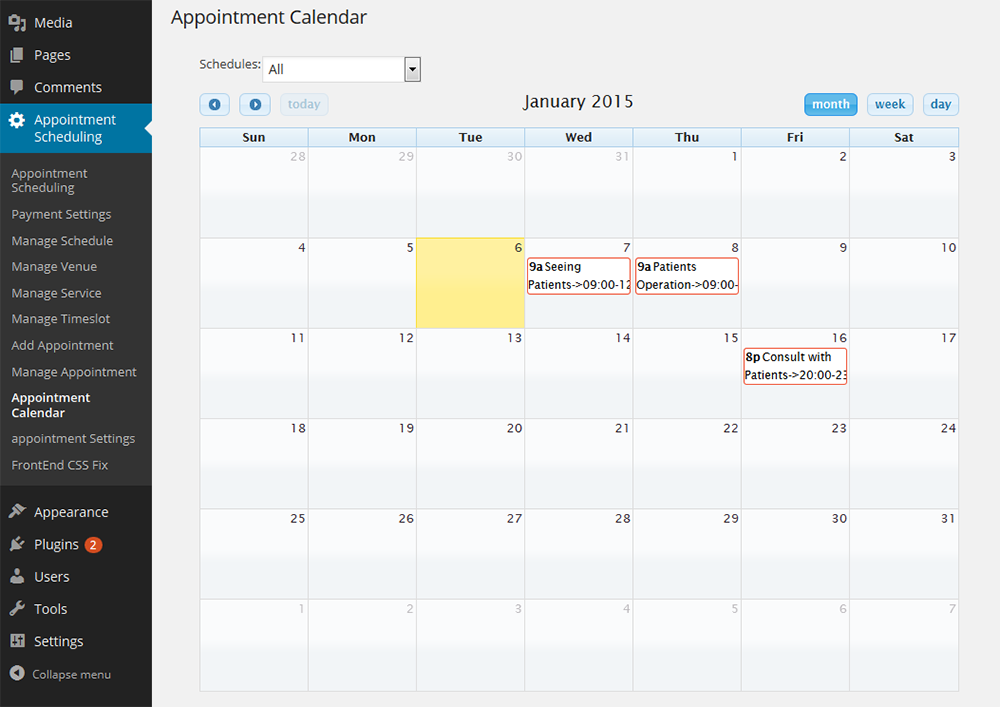 Media
Pages
Comments
Appointment
Scheduling
Appointment
Scheduling
Payment Settings
Manage Schedule
Manage Venue
Manage Service
Manage Timeslot
Add Appointment
Manage Appointment
Appointment
Calendar
appointment Settings
FrontEnd CSS Fix
Appearance
Plugins 2
Users
Tools
Settings
Collapse menu
Appointment Calendar
Schedules: All
today January 2015 month week day
Sun Mon Tue Wed Thu Fri Sat
28 29 30 31 1 2 3
4 5 6 7 8 9 10
9a Seeing 9a Patients
Patients->09:00-12 Operation->09:00-
11 12 13 14 15 16 17
8p Consult with
Patients->20:00-23
18 19 20 21 22 23 24
25 26 27 28 29 30 31
1 2 3 4 5 6 7